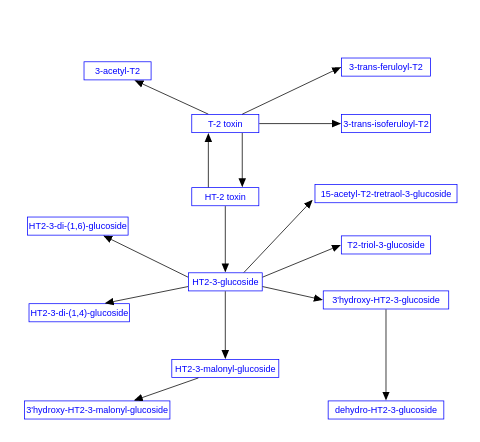 3-trans-feruloyl-T2
3-acetyl-T2
T-2 toxin
3-trans-isoferuloyl-T2
HT-2 toxin
15-acetyl-T2-tretraol-3-glucoside
HT2-3-di-(1,6)-glucoside
T2-triol-3-glucoside
HT2-3-glucoside
3'hydroxy-HT2-3-glucoside
HT2-3-di-(1,4)-glucoside
HT2-3-malonyl-glucoside
3'hydroxy-HT2-3-malonyl-glucoside
dehydro-HT2-3-glucoside